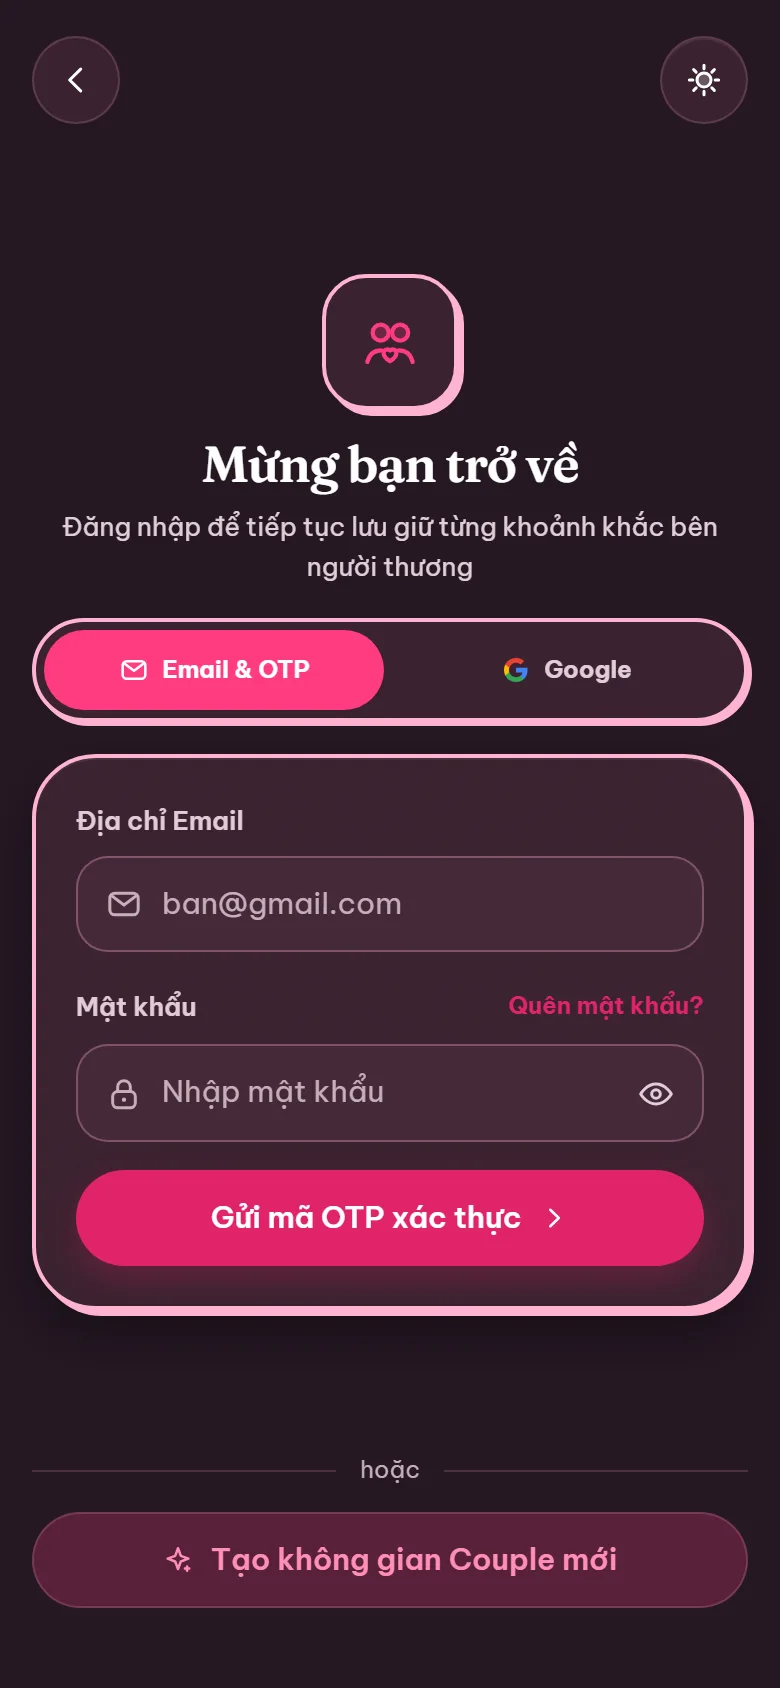 Mừng bạn trở về
Đăng nhập để tiếp tục lưu giữ từng khoảnh khắc bên
người thương
Email & OTP
Google
Địa chỉ Email
ban@gmail.com
Mật khẩu
Quên mật khẩu?
Nhập mật khẩu
Gửi mã OTP xác thực
hoặc
Tạo không gian Couple mới